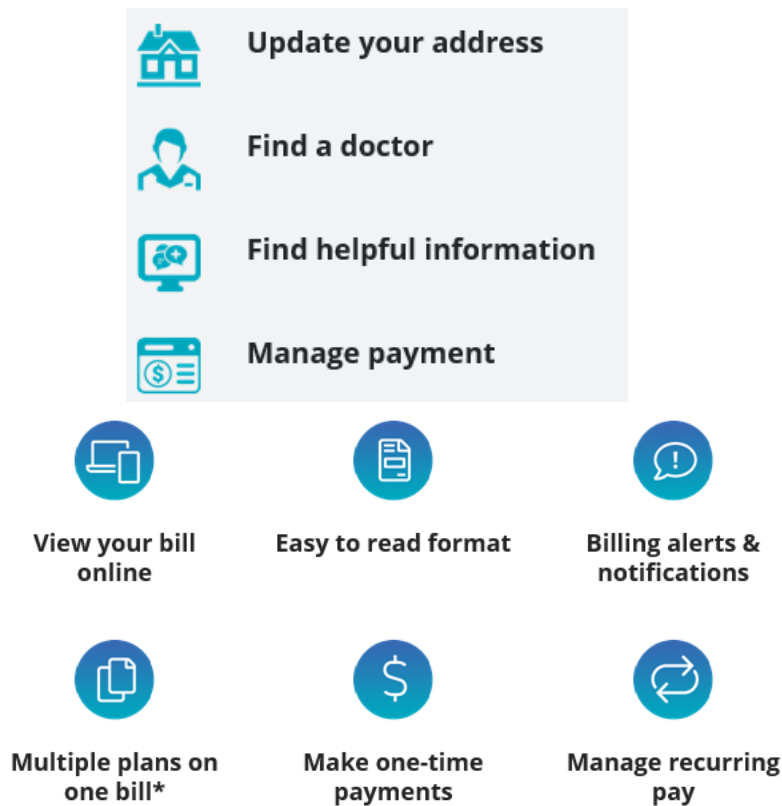 Update your address
Find a doctor
Find helpful information
$
Manage payment
View your bill
online
Easy to read format
!
Billing alerts &
notifications
Multiple plans on
one bill*
$
Make one-time
payments
Manage recurring
pay